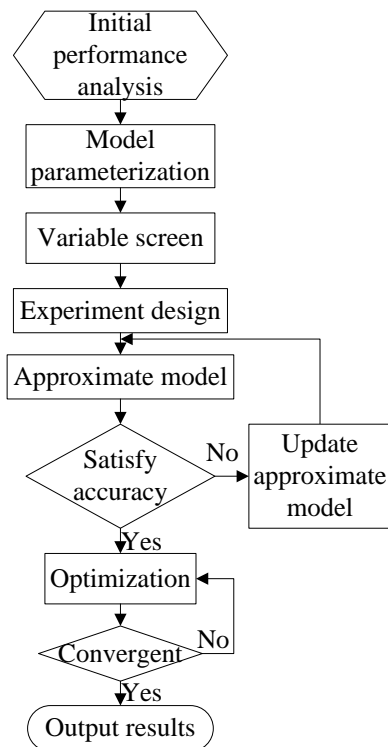 Initial
performance
analysis
Model
parameterization
Variable screen
Experiment design
Approximate model
Satisfy
accuracy
No
Update
approximate
model
Yes
Optimization
No
Convergent
Yes
Output results